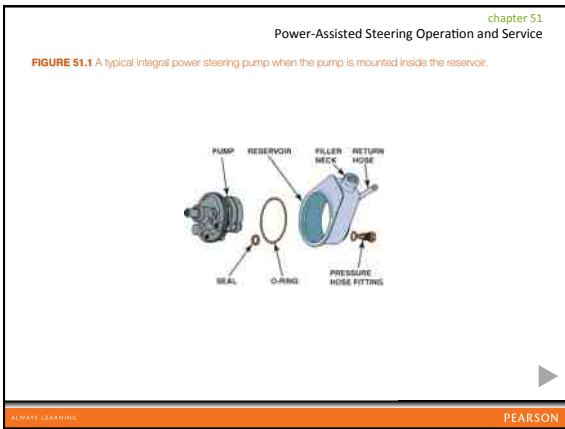 chapter 51
Power-Assisted Steering Operation and Service
FIGURE 51.1 A typical integral power steering pump when the pump is mounted inside the reservoir.
PUMP RESERVOIR FILLER NECK RETURN HOSE
SEAL O-RING PRESSURE HOSE FITTING
ALWAYS LEARNING PEARSON